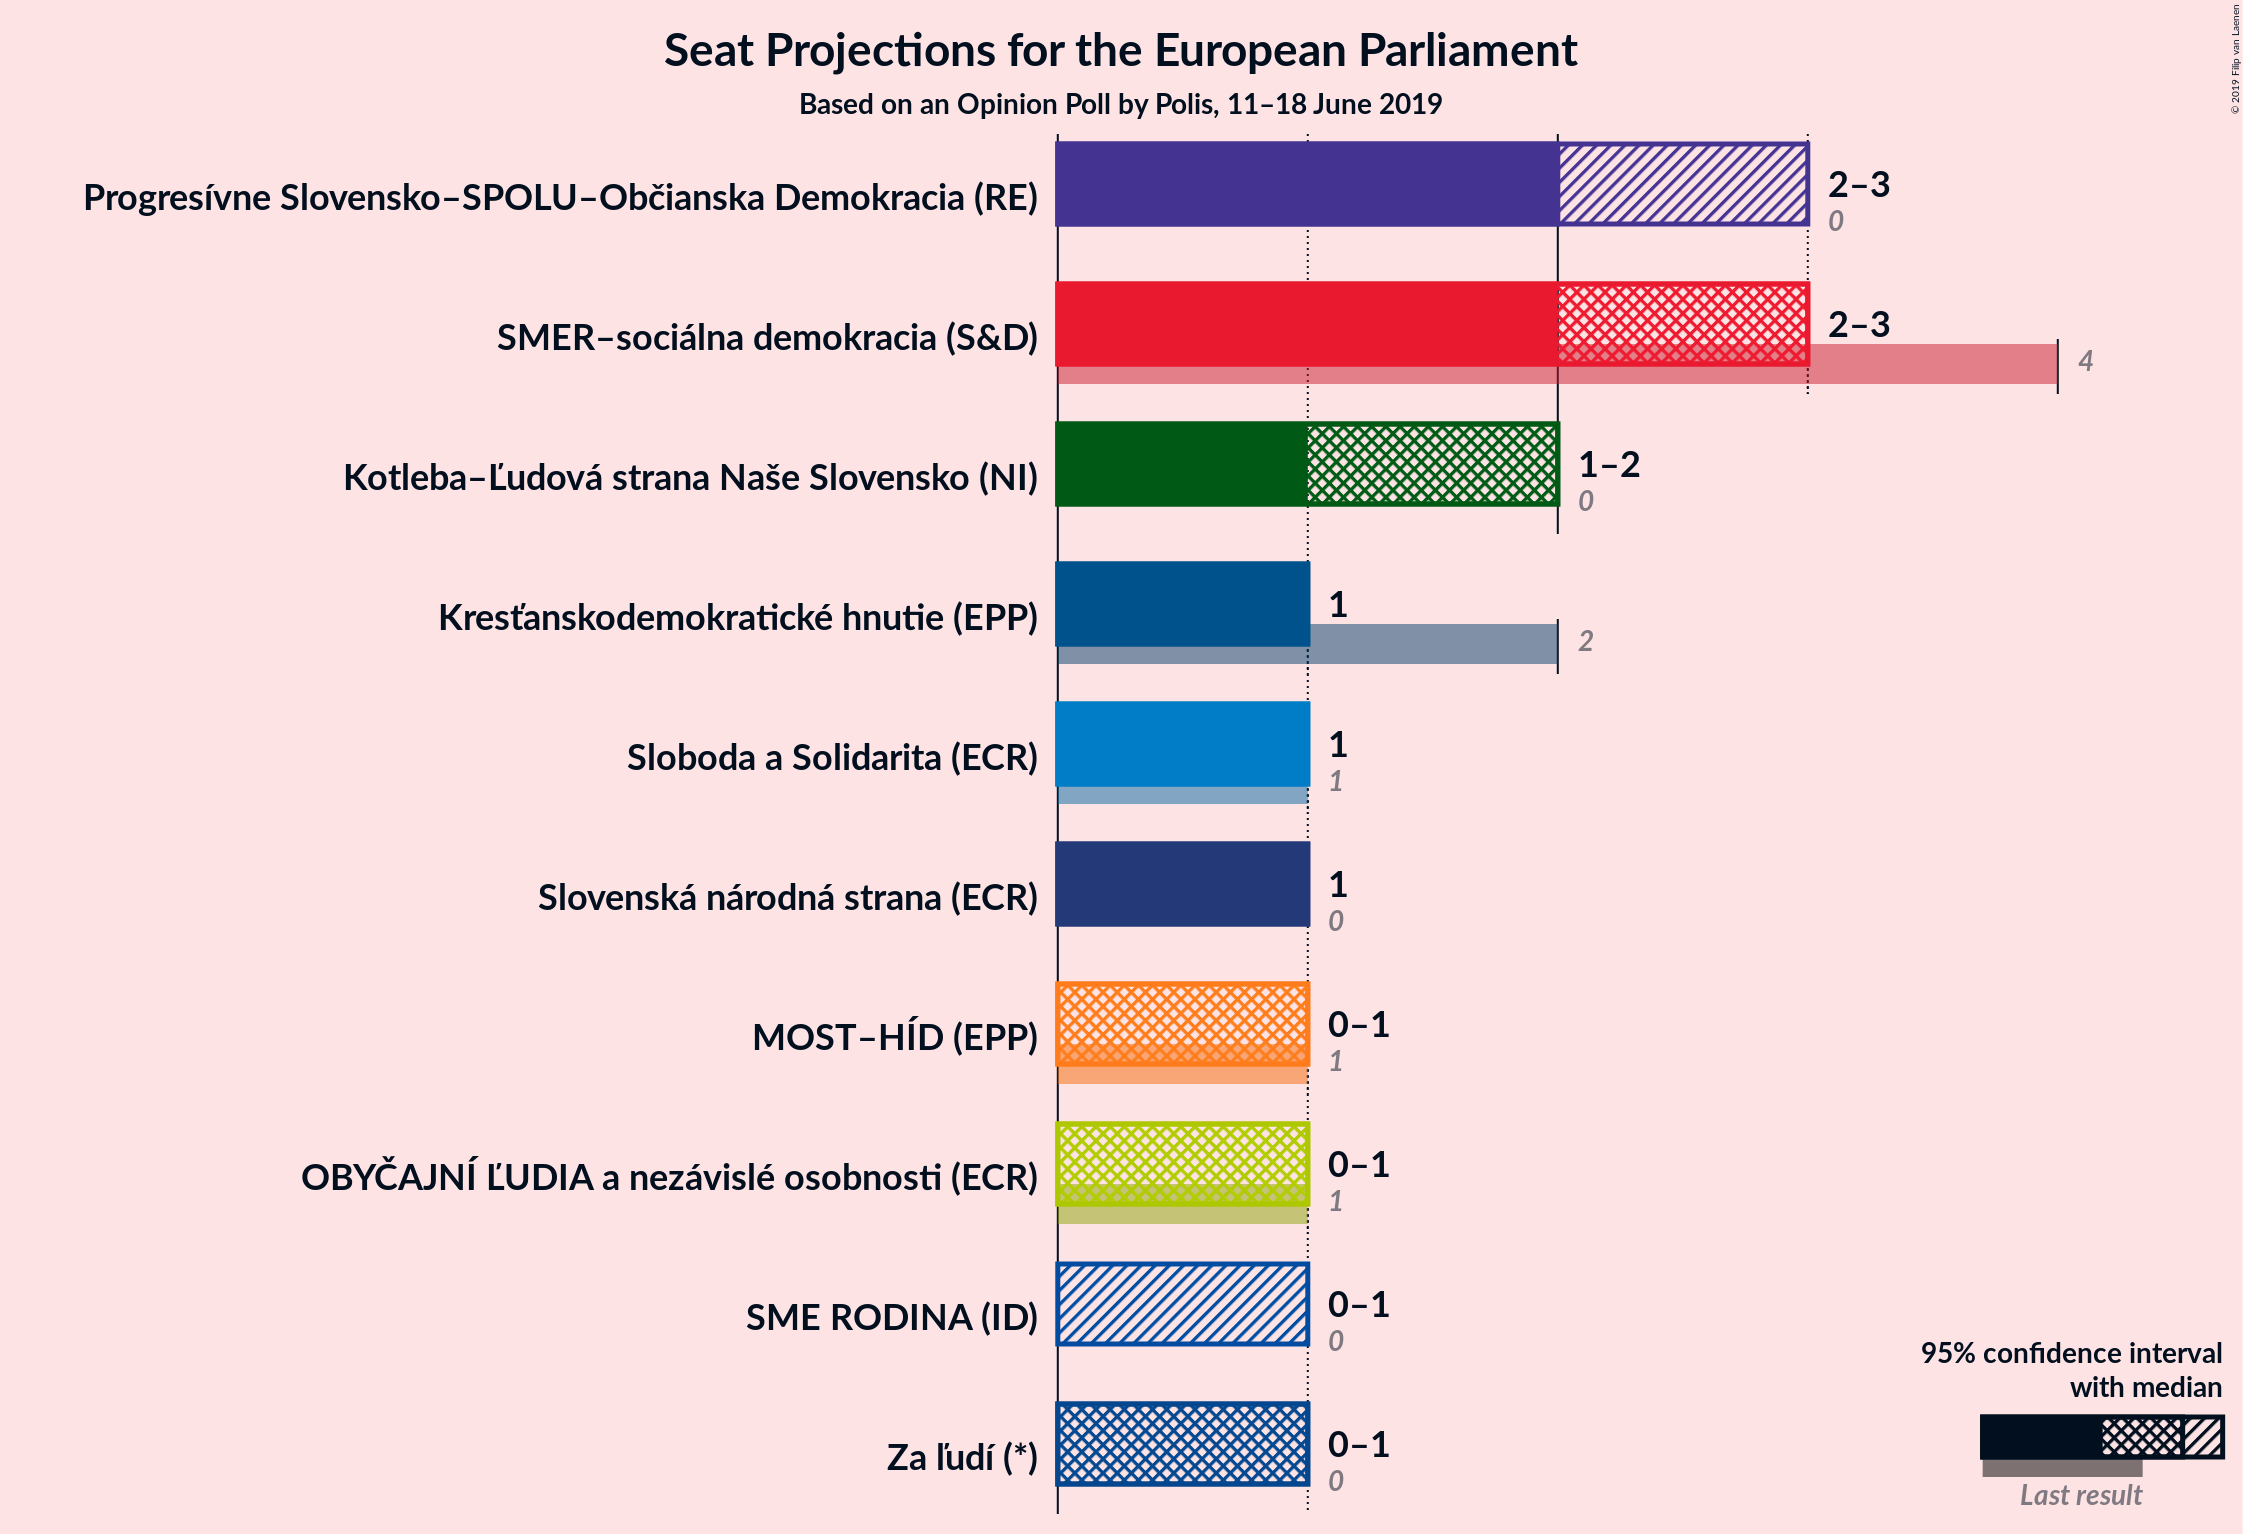 Seat Projections for the European Parliament
Based on an Opinion Poll by Polis, 11–18 June 2019
© 2019 Filip van Laenen
Progresívne Slovensko–SPOLU–Občianska Demokracia (RE)
2–3
0
SMER–sociálna demokracia (S&D)
2–3
4
Kotleba–Ľudová strana Naše Slovensko (NI)
1–2
0
Kresťanskodemokratické hnutie (EPP)
1
2
Sloboda a Solidarita (ECR)
1
1
Slovenská národná strana (ECR)
1
0
MOST–HÍD (EPP)
0–1
1
OBYČAJNÍ ĽUDIA a nezávislé osobnosti (ECR)
0–1
1
SME RODINA (ID)
0–1
0
Za ľudí (*)
0–1
0
95% confidence interval
with median
Last result